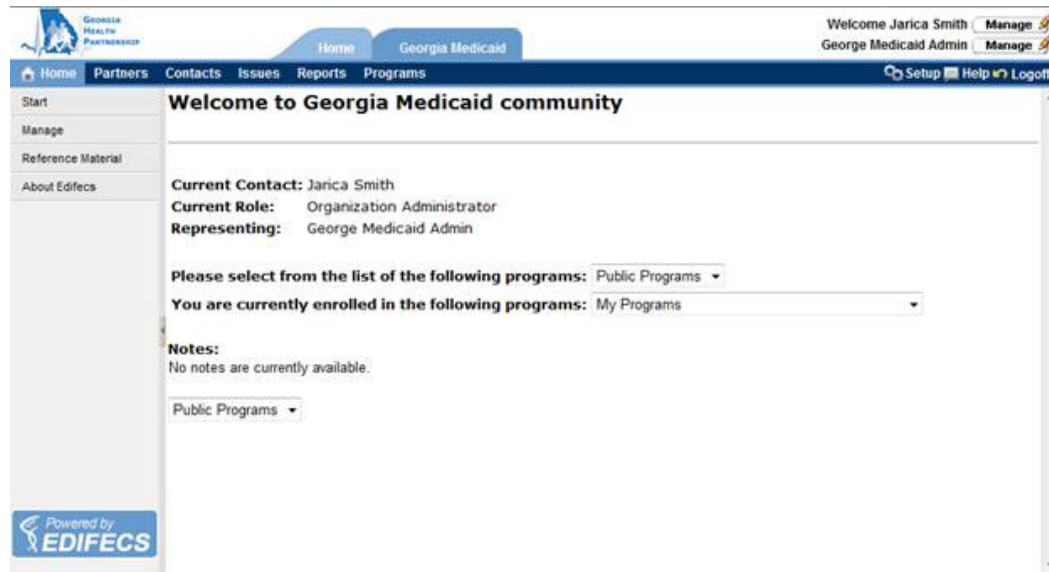 GEORGIA
HEALTH
PARTNERSHIP
Home Georgia Medicaid
Welcome Jarica Smith Manage
George Medicaid Admin Manage
Home Partners Contacts Issues Reports Programs Setup Help Logoff
Start
Manage
Reference Material
About Edifecs
Welcome to Georgia Medicaid community
Current Contact: Jarica Smith
Current Role: Organization Administrator
Representing: George Medicaid Admin
Please select from the list of the following programs: Public Programs
You are currently enrolled in the following programs: My Programs
Notes:
No notes are currently available.
Public Programs
Powered by
EDIFECS